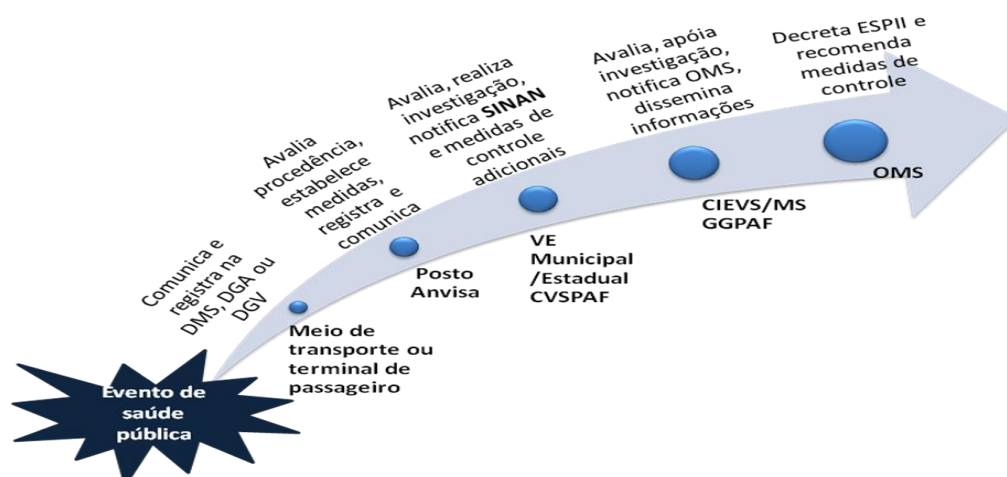 Evento de
saúde
pública
Comunica e
registra na
DMS, DGA ou
DGV
Meio de
transporte ou
terminal de
passageiro
Avalia
procedência,
estabelece
medidas,
registra e
comunica
Posto
Anvisa
Avalia, realiza
investigação,
notifica SINAN
e medidas de
controle
adicionais
VE
Municipal
/Estadual
CVSPAF
Avalia, apóia
investigação,
notifica OMS,
dissemina
informações
CIEVS/MS
GGPAF
Decreta ESPII e
recomenda
medidas de
controle
OMS